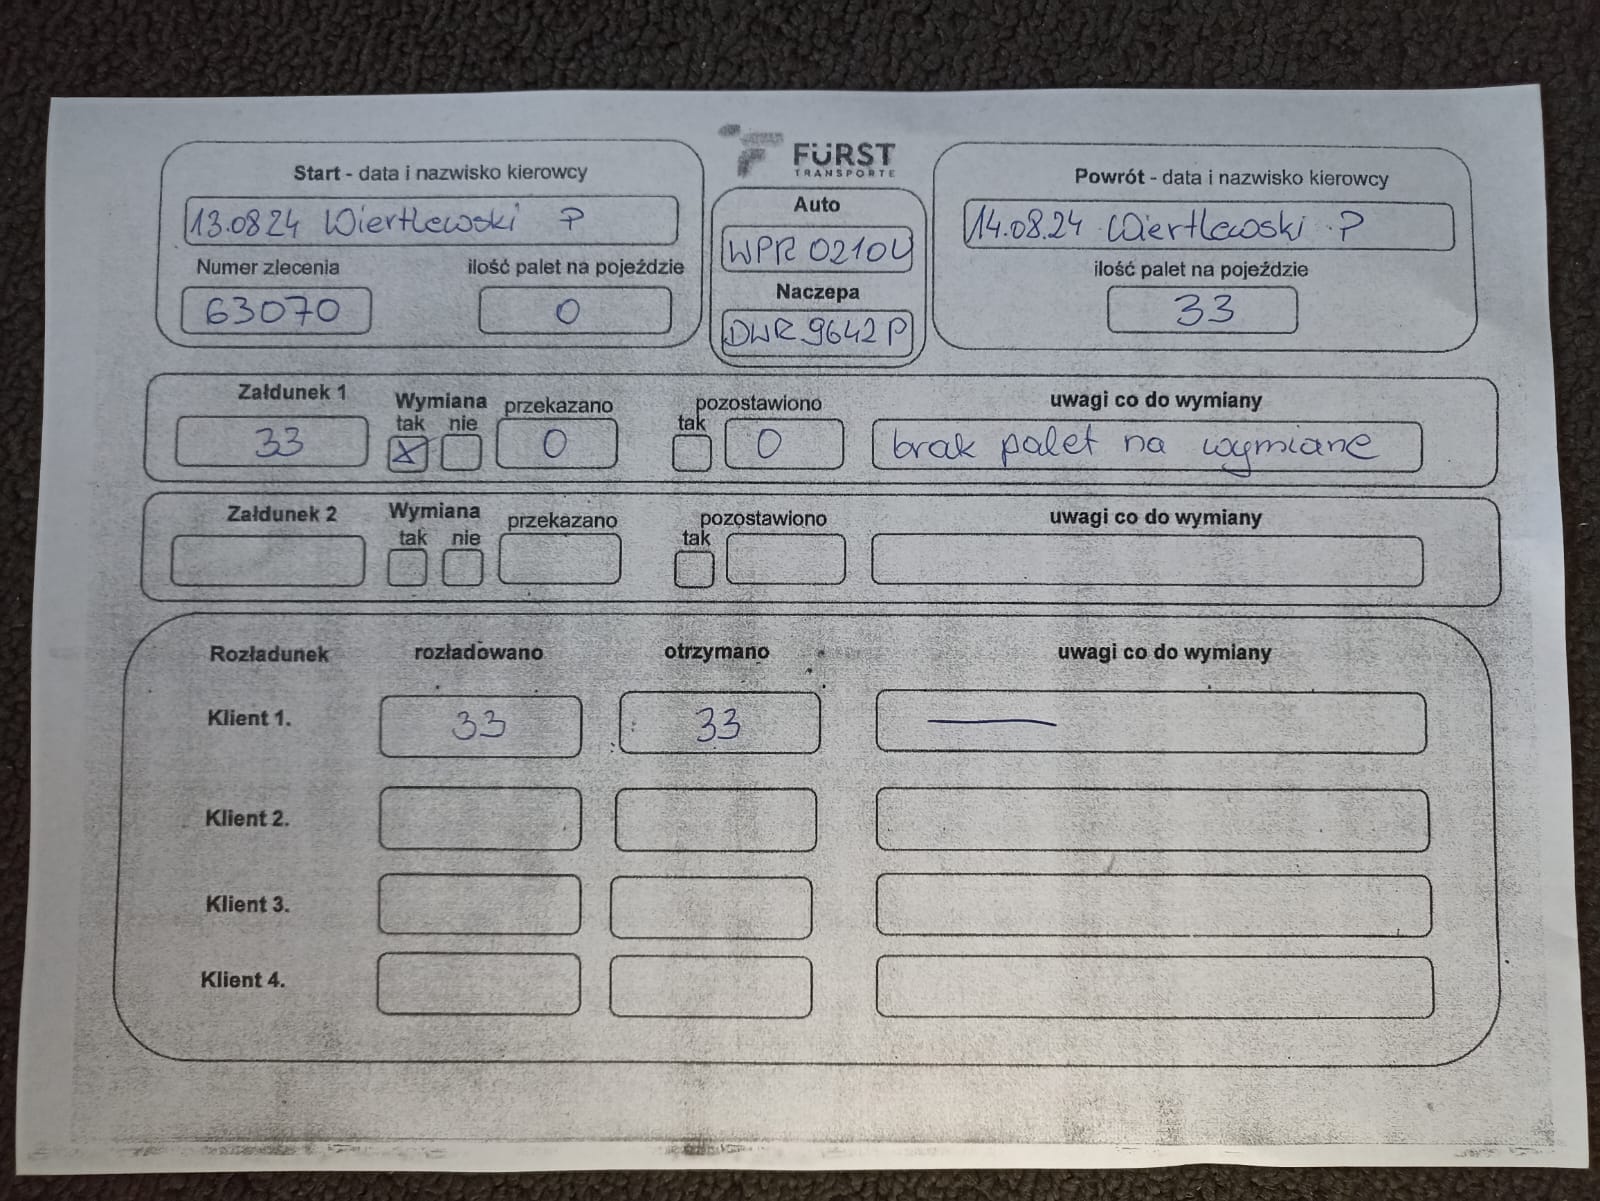 FÜRST
TRANSPORTE
Start - data i nazwisko kierowcy
13.08.24 Wiertlewski P
Numer zlecenia
ilość palet na pojeździe
63070
0
Auto
WPR 0210U
Naczepa
DWR 9642P
Powrót - data i nazwisko kierowcy
14.08.24 Wiertlewski P
ilość palet na pojeździe
33
Załdunek 1 Wymiana przekazano pozostawiono uwagi co do wymiany
tak nie tak
33 X 0 0 brak palet na wymiane
Załdunek 2 Wymiana przekazano pozostawiono uwagi co do wymiany
tak nie tak
Rozładunek rozładowano otrzymano uwagi co do wymiany
Klient 1. 33 33 —
Klient 2.
Klient 3.
Klient 4.